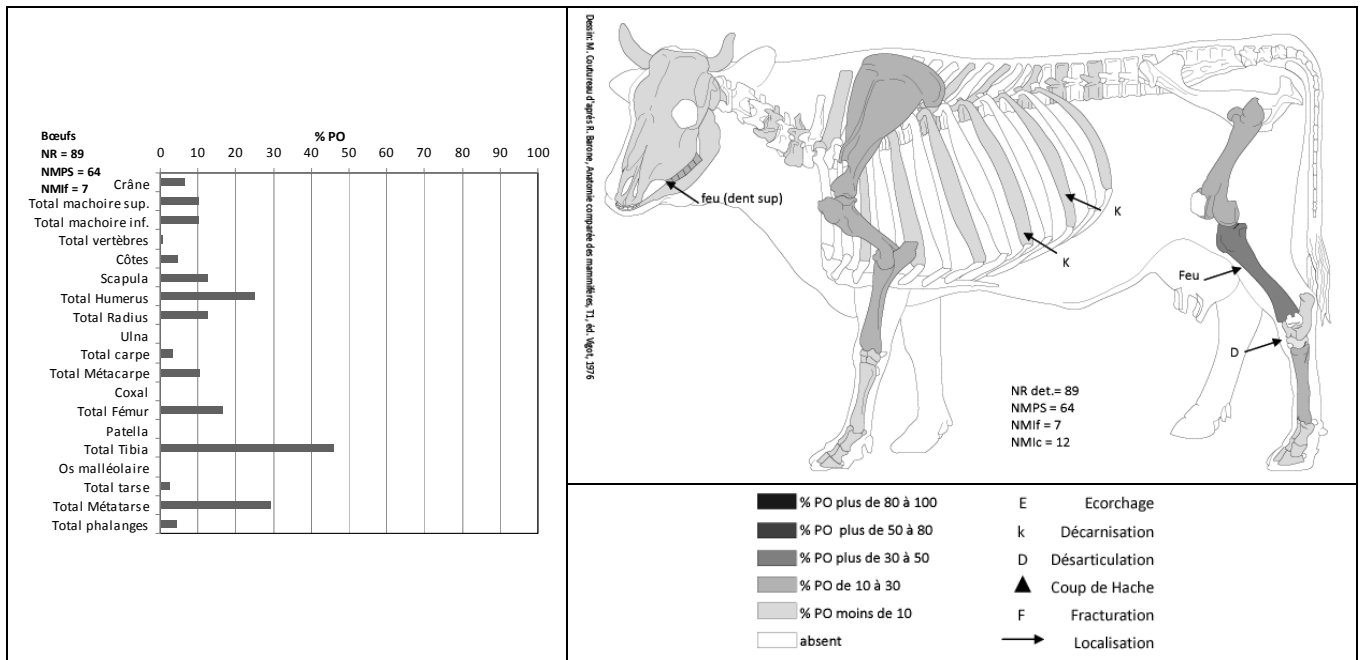 Bœufs
NR = 89
NMPS = 64
NMIf = 7
% PO
0 10 20 30 40 50 60 70 80 90 100
Crâne
Total machoire sup.
Total machoire inf.
Total vertèbres
Côtes
Scapula
Total Humerus
Total Radius
Ulna
Total carpe
Total Métacarpe
Coxal
Total Fémur
Patella
Total Tibia
Os malléolaire
Total tarse
Total Métatarse
Total phalanges
Dessin: M. Coutureau d'après R. Barone, Anatomie comparée des mammifères, T1, éd. Vigot, 1976
feu (dent sup)
K
K
Feu
D
NR det.= 89
NMPS = 64
NMIf = 7
NMIc = 12
% PO plus de 80 à 100
% PO plus de 50 à 80
% PO plus de 30 à 50
% PO de 10 à 30
% PO moins de 10
absent
E Ecorchage
k Décarnisation
D Désarticulation
Coup de Hache
F Fracturation
Localisation